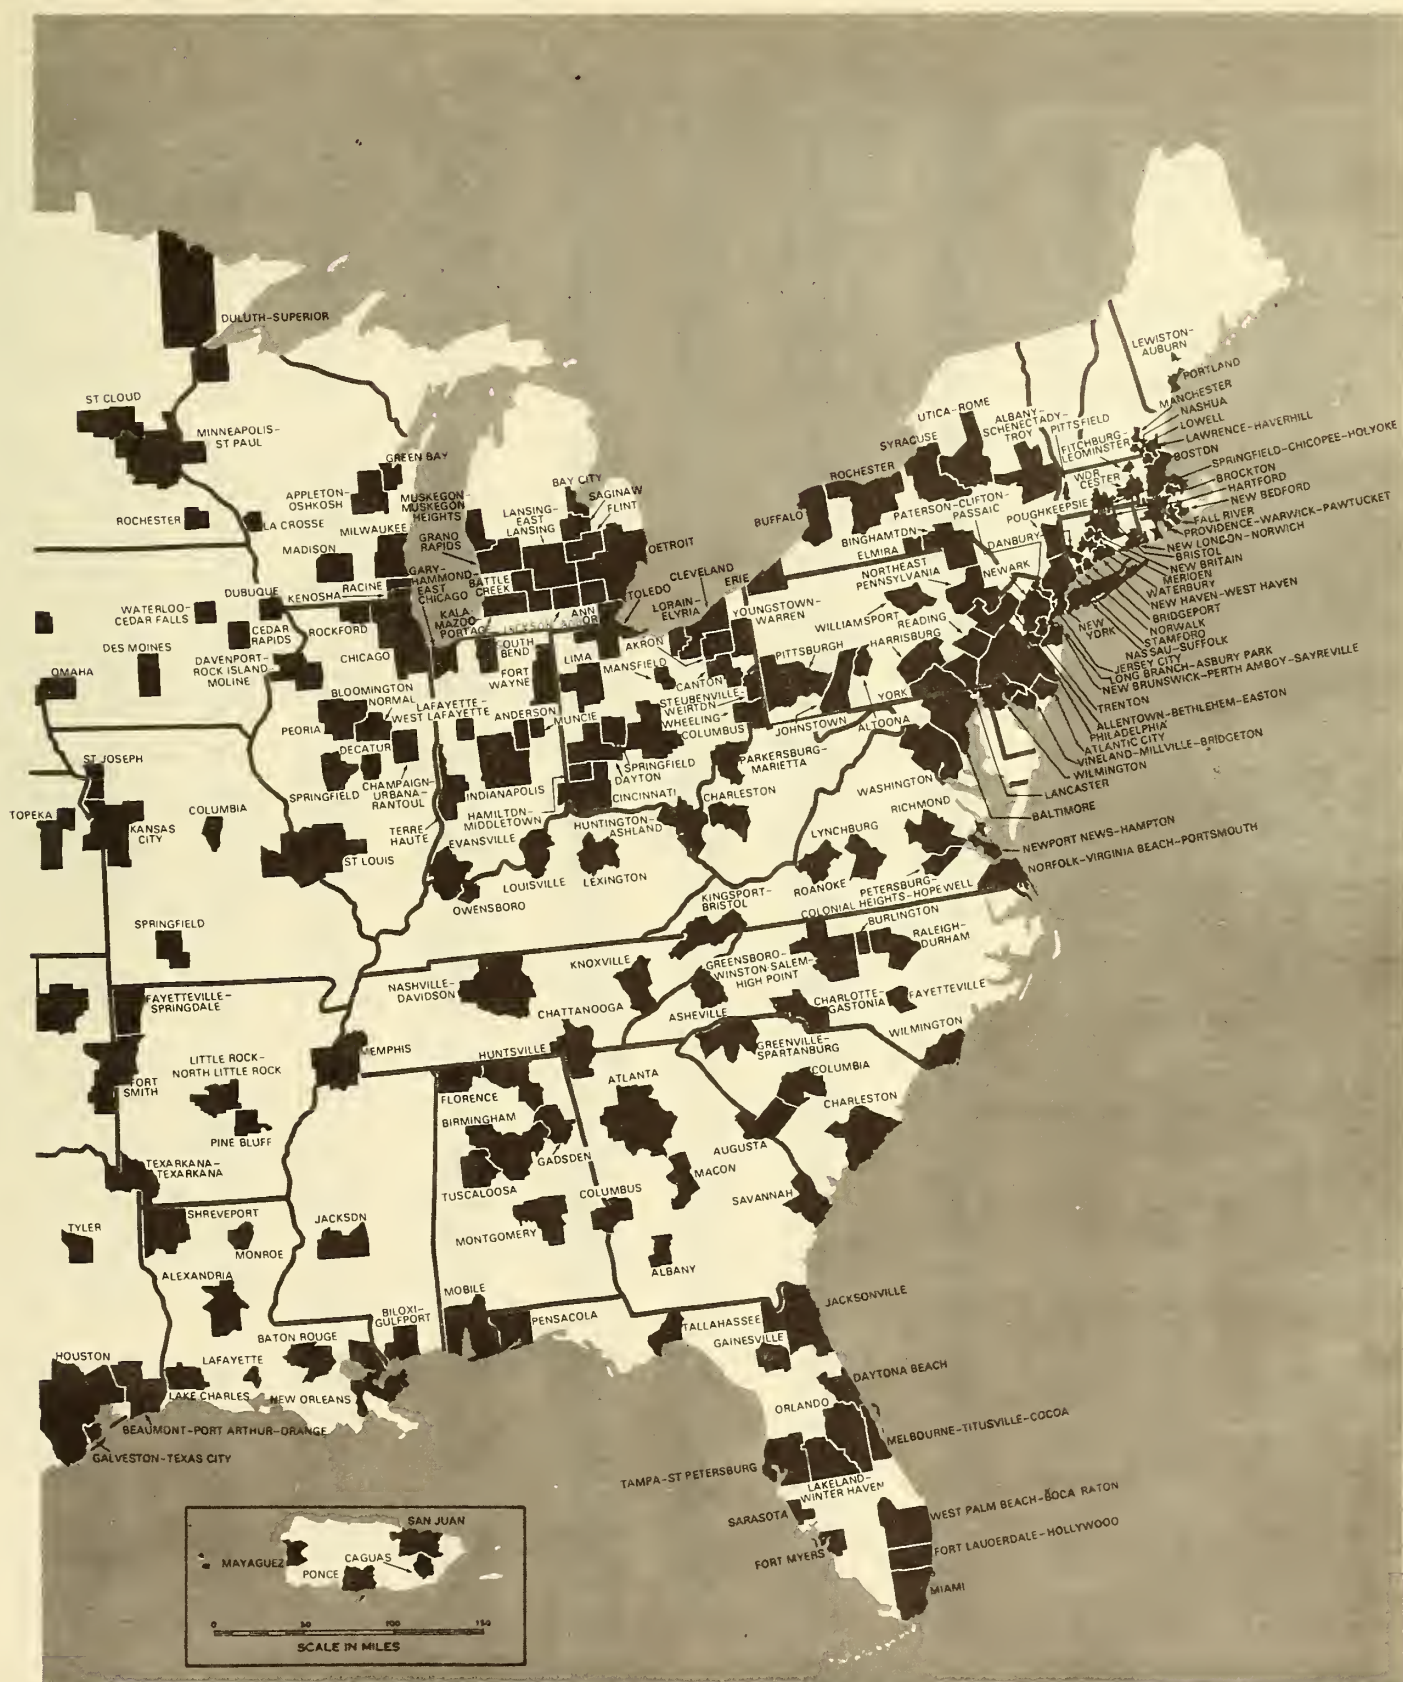 DULUTH-SUPERIOR
ST CLOUD
MINNEAPOLIS-
ST PAUL
GREEN BAY
APPLETON-
OSHKOSH
ROCHESTER
LA CROSSE
MILWAUKEE
MADISON
MUSKEGON-
MUSKEGON
HEIGHTS
GRAND
RAPIDS
LANSING-
EAST
LANSING
BAY CITY
SAGINAW
FLINT
DETROIT
DUBUQUE
KENOSHA
RACINE
GARY-
HAMMOND-
EAST
CHICAGO
BATTLE
CREEK
KALA-
MAZOO
PORTAGE
JACKSON
ANN
ARBOR
TOLEDO
CLEVELAND
LORAIN-
ELYRIA
ERIE
YOUNGSTOWN-
WARREN
WATERLOO-
CEDAR FALLS
CEDAR
RAPIDS
ROCKFORD
DES MOINES
DAVENPORT-
ROCK ISLAND
MOLINE
CHICAGO
OMAHA
SOUTH
BEND
FORT
WAYNE
LIMA
MANSFIELD
AKRON
CANTON
STEUBENVILLE-
WEIRTON
WHEELING
PITTSBURGH
COLUMBUS
BLOOMINGTON
NORMAL
PEORIA
LAFAYETTE-
WEST LAFAYETTE
ANDERSON
MUNCIE
DECATUR
SPRINGFIELD
CHAMPAIGN-
URBANA-
RANTOUL
INDIANAPOLIS
SPRINGFIELD
DAYTON
HAMILTON-
MIDDLETOWN
CINCINNATI
TERRE
HAUTE
ST JOSEPH
TOPEKA
KANSAS
CITY
COLUMBIA
ST LOUIS
EVANSVILLE
OWENSBORO
LOUISVILLE
LEXINGTON
HUNTINGTON-
ASHLAND
CHARLESTON
PARKERSBURG-
MARIETTA
JOHNSTOWN
ALTOONA
YORK
UTICA-ROME
SYRACUSE
ROCHESTER
BUFFALO
ALBANY-
SCHENECTADY-
TROY
PITTSFIELD
FITCHBURG-
LEOMINSTER
WOR
CESTER
PATERSON-CLIFTON-
PASSAIC
POUGHKEEPSIE
BINGHAMTON
ELMIRA
DANBURY
NORTHEAST
PENNSYLVANIA
NEWARK
WILLIAMSPORT
READING
HARRISBURG
NEW
YORK
LEWISTON-
AUBURN
PORTLAND
MANCHESTER
NASHUA
LOWELL
LAWRENCE-HAVERHILL
BOSTON
SPRINGFIELD-CHICOPEE-HOLYOKE
BROCKTON
HARTFORD
NEW BEDFORD
FALL RIVER
PROVIDENCE-WARWICK-PAWTUCKET
NEW LONDON-NORWICH
BRISTOL
NEW BRITAIN
MERIDEN
WATERBURY
NEW HAVEN-WEST HAVEN
BRIDGEPORT
NORWALK
STAMFORD
NASSAU-SUFFOLK
JERSEY CITY
LONG BRANCH-ASBURY PARK
NEW BRUNSWICK-PERTH AMBOY-SAYREVILLE
TRENTON
ALLENTOWN-BETHLEHEM-EASTON
PHILADELPHIA
ATLANTIC CITY
VINELAND-MILLVILLE-BRIDGETON
WILMINGTON
LANCASTER
BALTIMORE
WASHINGTON
RICHMOND
NEWPORT NEWS-HAMPTON
NORFOLK-VIRGINIA BEACH-PORTSMOUTH
LYNCHBURG
ROANOKE
PETERSBURG-
COLONIAL HEIGHTS-HOPEWELL
KINGSPORT-
BRISTOL
BURLINGTON
RALEIGH-
DURHAM
GREENSBORO-
WINSTON-SALEM-
HIGH POINT
KNOXVILLE
NASHVILLE-
DAVIDSON
CHATTANOOGA
ASHEVILLE
CHARLOTTE-
GASTONIA
FAYETTEVILLE
WILMINGTON
GREENVILLE-
SPARTANBURG
COLUMBIA
CHARLESTON
SPRINGFIELD
FAYETTEVILLE-
SPRINGDALE
MEMPHIS
HUNTSVILLE
LITTLE ROCK-
NORTH LITTLE ROCK
FORT
SMITH
PINE BLUFF
FLORENCE
ATLANTA
BIRMINGHAM
GADSDEN
AUGUSTA
TUSCALOOSA
MACON
SAVANNAH
TEXARKANA-
TEXARKANA
COLUMBUS
MONTGOMERY
ALBANY
SHREVEPORT
TYLER
MONROE
JACKSON
ALEXANDRIA
MOBILE
BILOXI-
GULFPORT
PENSACOLA
TALLAHASSEE
JACKSONVILLE
GAINESVILLE
BATON ROUGE
HOUSTON
LAFAYETTE
LAKE CHARLES
NEW ORLEANS
BEAUMONT-PORT ARTHUR-ORANGE
GALVESTON-TEXAS CITY
DAYTONA BEACH
ORLANDO
MELBOURNE-TITUSVILLE-COCOA
TAMPA-ST PETERSBURG
LAKELAND-
WINTER HAVEN
SARASOTA
WEST PALM BEACH-BOCA RATON
FORT LAUDERDALE-HOLLYWOOD
FORT MYERS
MIAMI
SAN JUAN
MAYAGUEZ
CAGUAS
PONCE
0 50 100 150
SCALE IN MILES